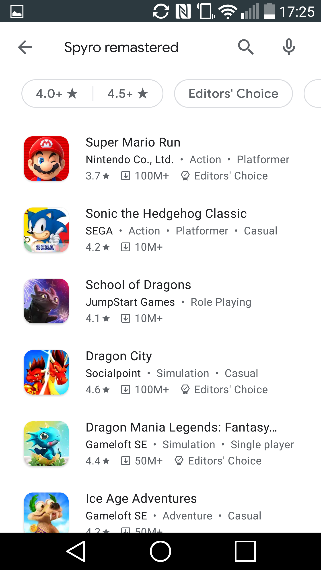 17:25
Spyro remastered
4.0+ ★ 4.5+ ★ Editors' Choice
Super Mario Run
Nintendo Co., Ltd. • Action • Platformer
3.7 ★ 100M+ Editors' Choice
Sonic the Hedgehog Classic
SEGA • Action • Platformer • Casual
4.2 ★ 10M+
SEGA
School of Dragons
JumpStart Games • Role Playing
4.1 ★ 10M+
Dragon City
Socialpoint • Simulation • Casual
4.6 ★ 100M+ Editors' Choice
Dragon Mania Legends: Fantasy...
Gameloft SE • Simulation • Single player
4.4 ★ 50M+ Editors' Choice
Ice Age Adventures
Gameloft SE • Adventure • Casual
50M+